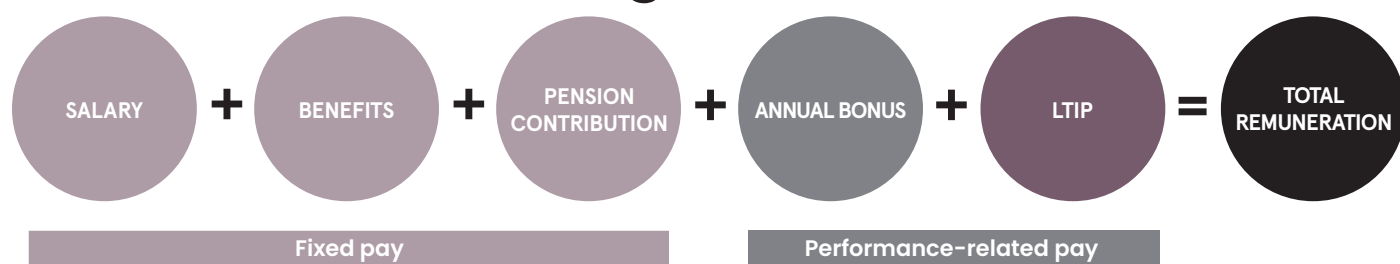 SALARY + BENEFITS + PENSION CONTRIBUTION + ANNUAL BONUS + LTIP = TOTAL REMUNERATION
Fixed pay
Performance-related pay